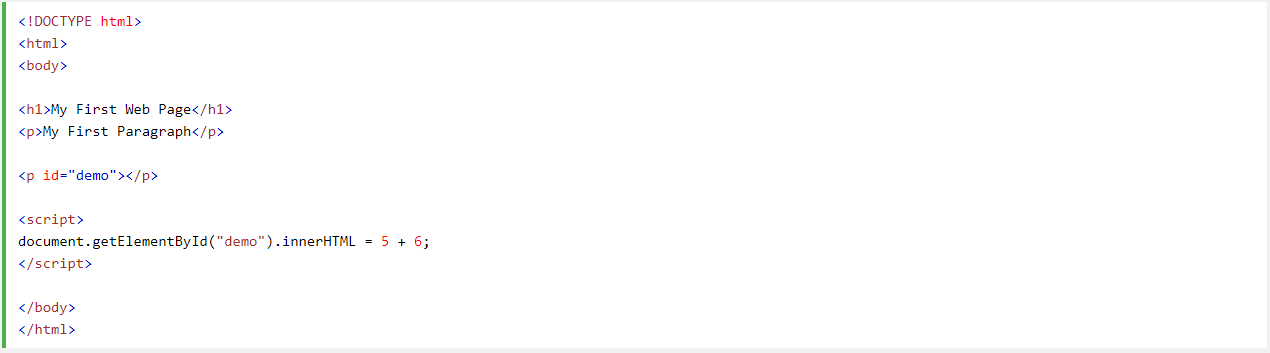 <!DOCTYPE html>
<html>
<body>
<h1>My First Web Page</h1>
<p>My First Paragraph</p>
<p id="demo"></p>
<script>
document.getElementById("demo").innerHTML = 5 + 6;
</script>
</body>
</html>